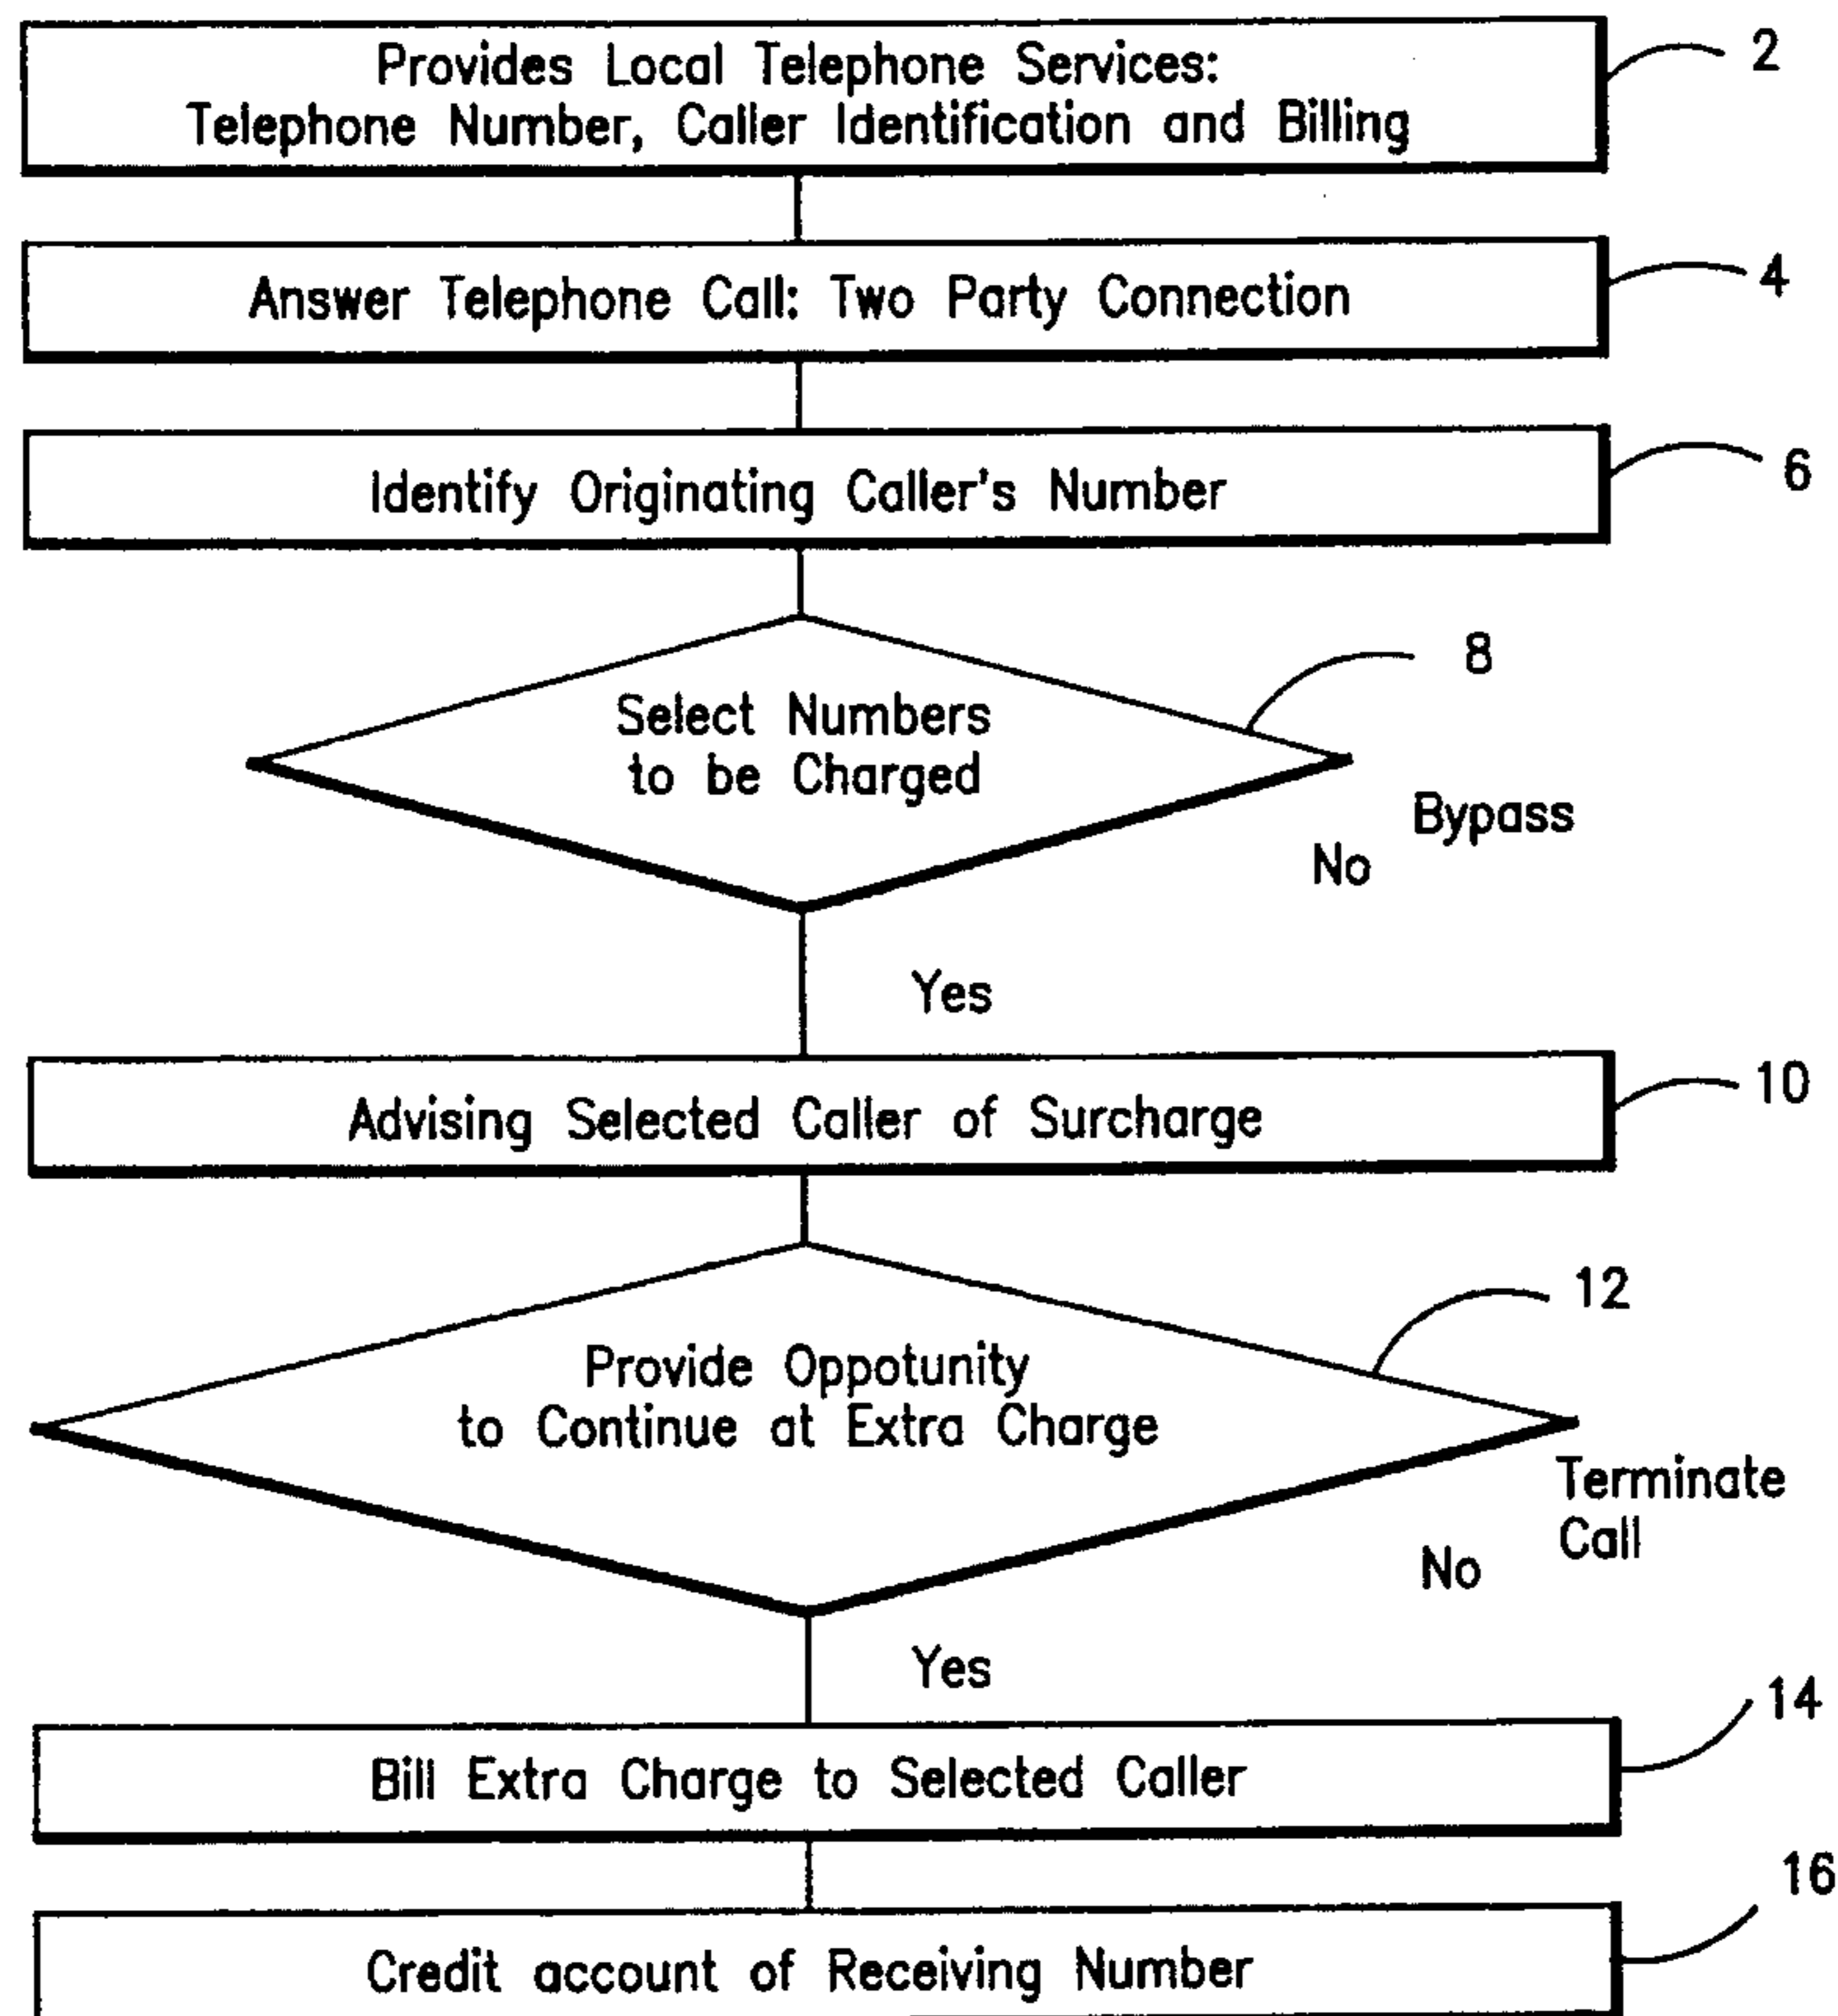 Provides Local Telephone Services:
Telephone Number, Caller Identification and Billing
2
Answer Telephone Call: Two Party Connection
4
Identify Originating Caller's Number
6
Select Numbers
to be Charged
8
Bypass
No
Yes
Advising Selected Caller of Surcharge
10
Provide Oppotunity
to Continue at Extra Charge
12
Terminate
Call
No
Yes
Bill Extra Charge to Selected Caller
14
Credit account of Receiving Number
16